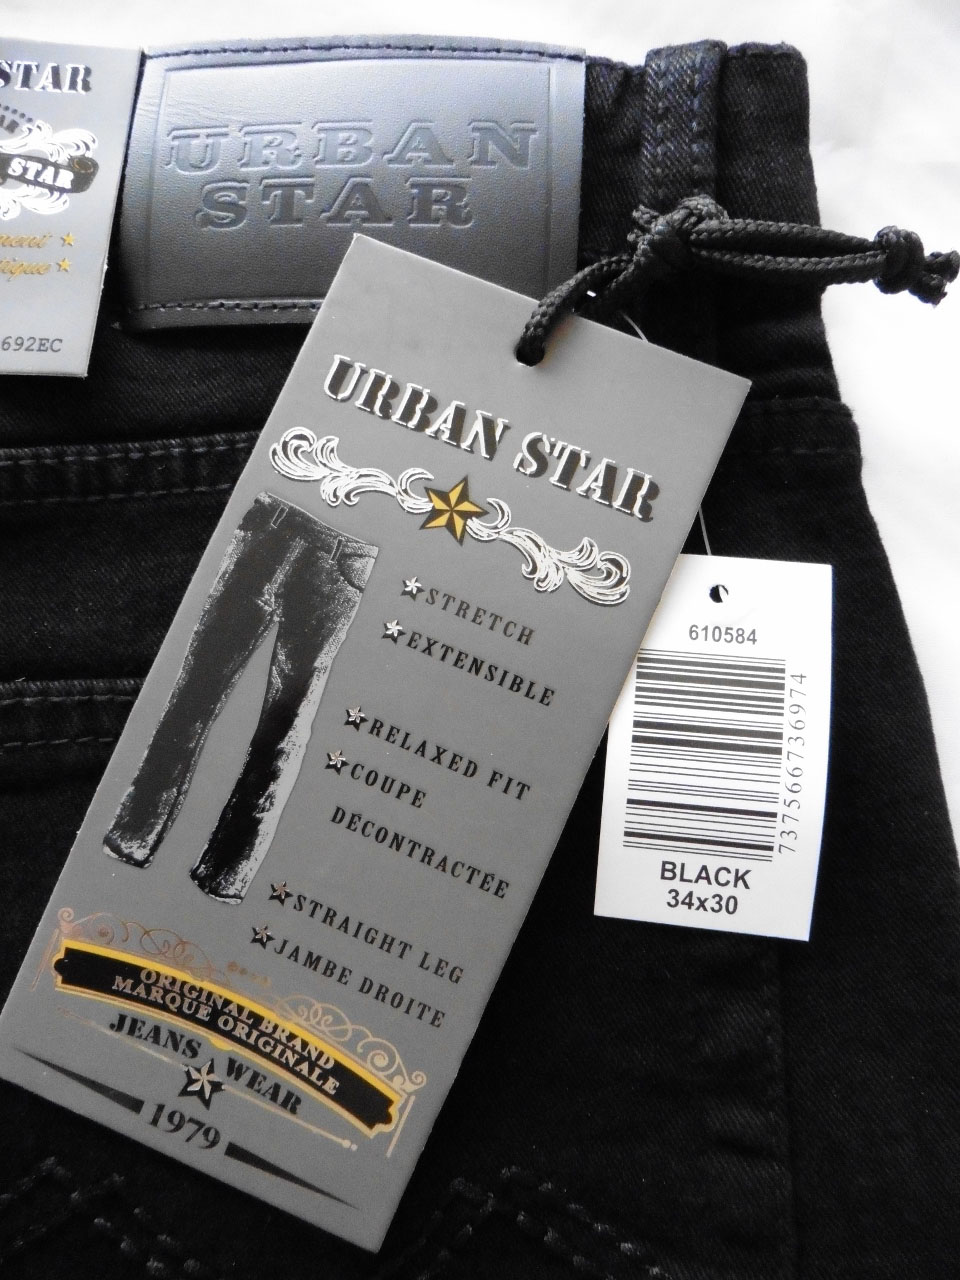 STAR
STAR
692EC
URBAN
STAR
URBAN STAR
STRETCH
EXTENSIBLE
RELAXED FIT
COUPE
DÉCONTRACTÉE
STRAIGHT LEG
JAMBE DROITE
ORIGINAL BRAND
MARQUE ORIGINALE
JEANS WEAR
1979
610584
737566736974
BLACK
34x30